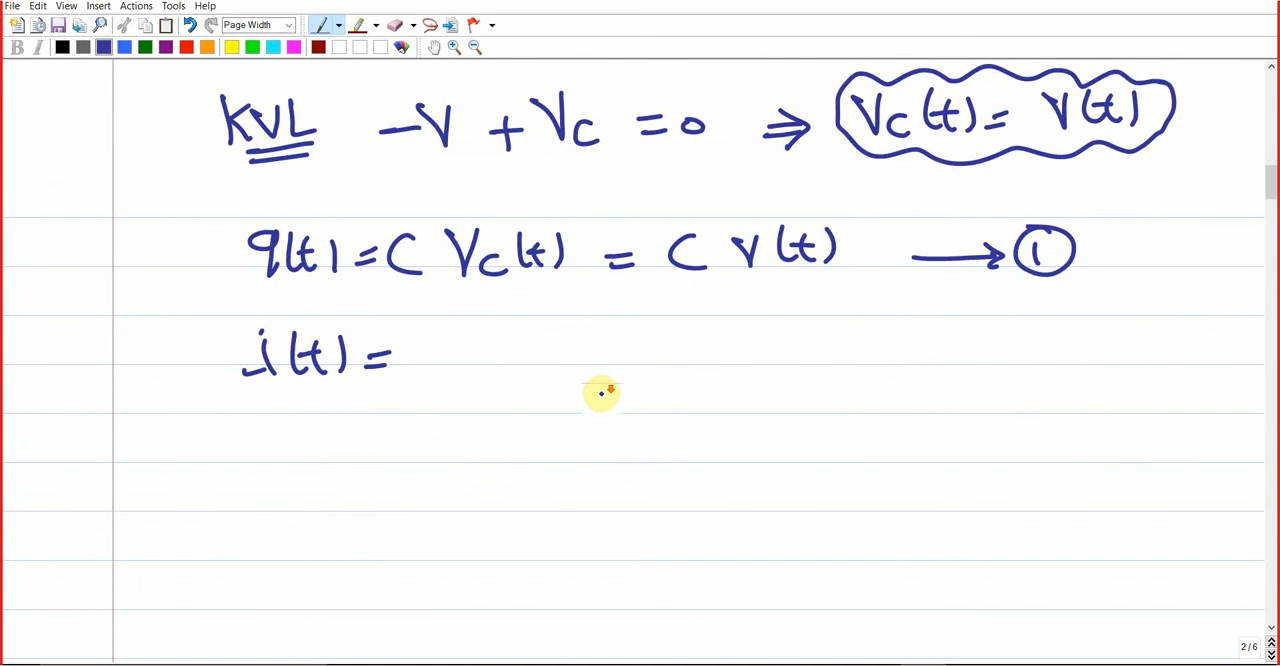 File Edit View Insert Actions Tools Help
Page Width
B I
KVL -V + Vc = 0 ⇒ Vc(t) = V(t)
q(t) = C Vc(t) = C v(t) ⟶ ①
i(t) =
2 / 6